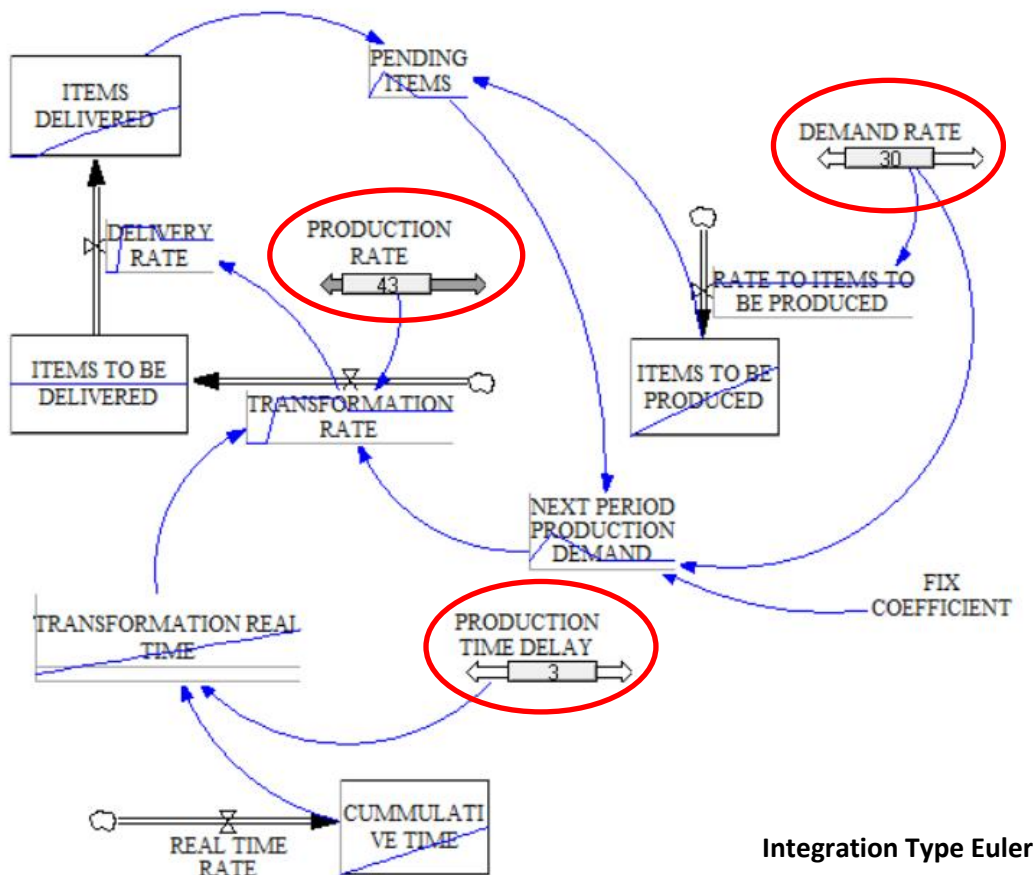 PENDING
ITEMS
ITEMS
DELIVERED
DEMAND RATE
30
DELIVERY
RATE
PRODUCTION
RATE
43
RATE TO ITEMS TO
BE PRODUCED
ITEMS TO BE
DELIVERED
TRANSFORMATION
RATE
ITEMS TO BE
PRODUCED
NEXT PERIOD
PRODUCTION
DEMAND
FIX
COEFFICIENT
TRANSFORMATION REAL
TIME
PRODUCTION
TIME DELAY
3
REAL TIME
RATE
CUMMULATI
VE TIME
Integration Type Euler